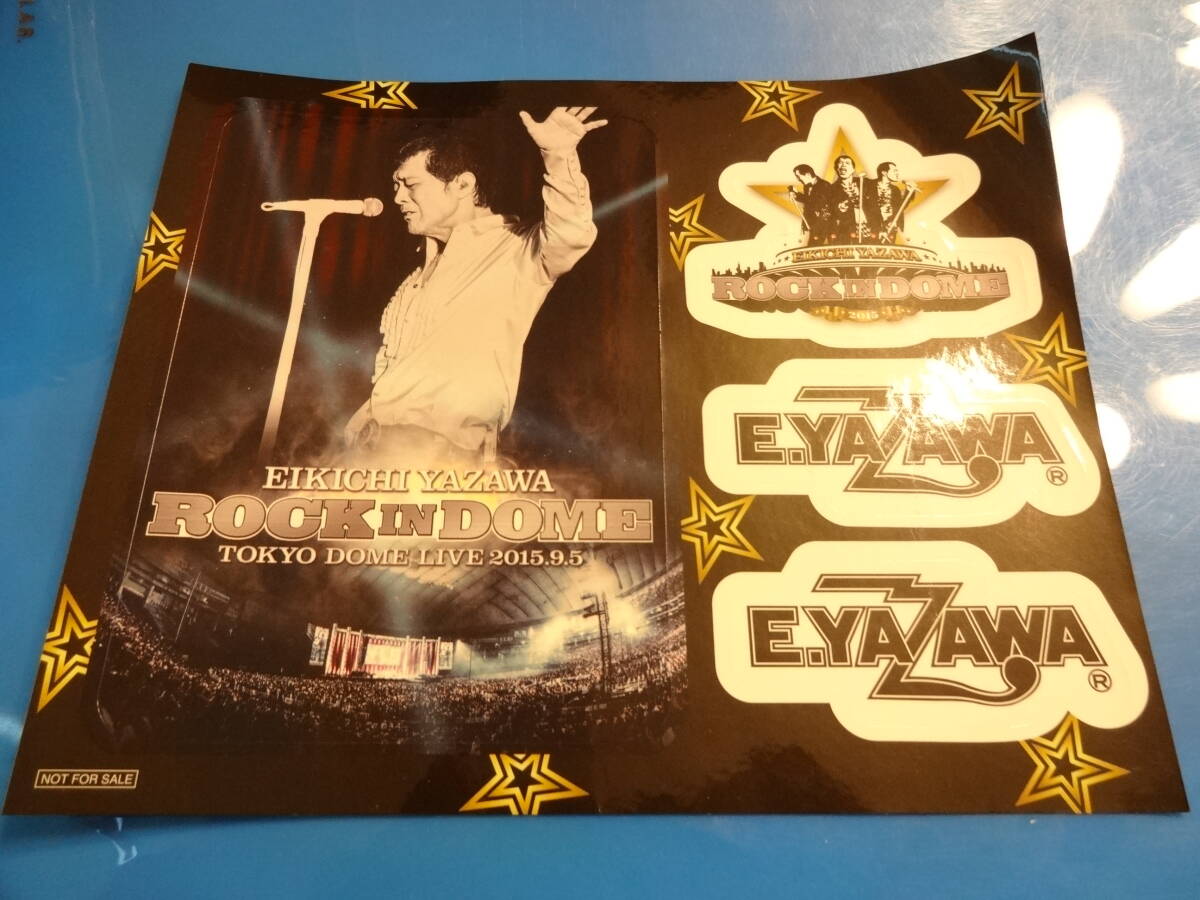 LAR.
EIKICHI YAZAWA
ROCK IN DOME
TOKYO DOME LIVE 2015.9.5
NOT FOR SALE
EIKICHI YAZAWA
ROCK IN DOME
2015
E.YAZAWA®
E.YAZAWA®